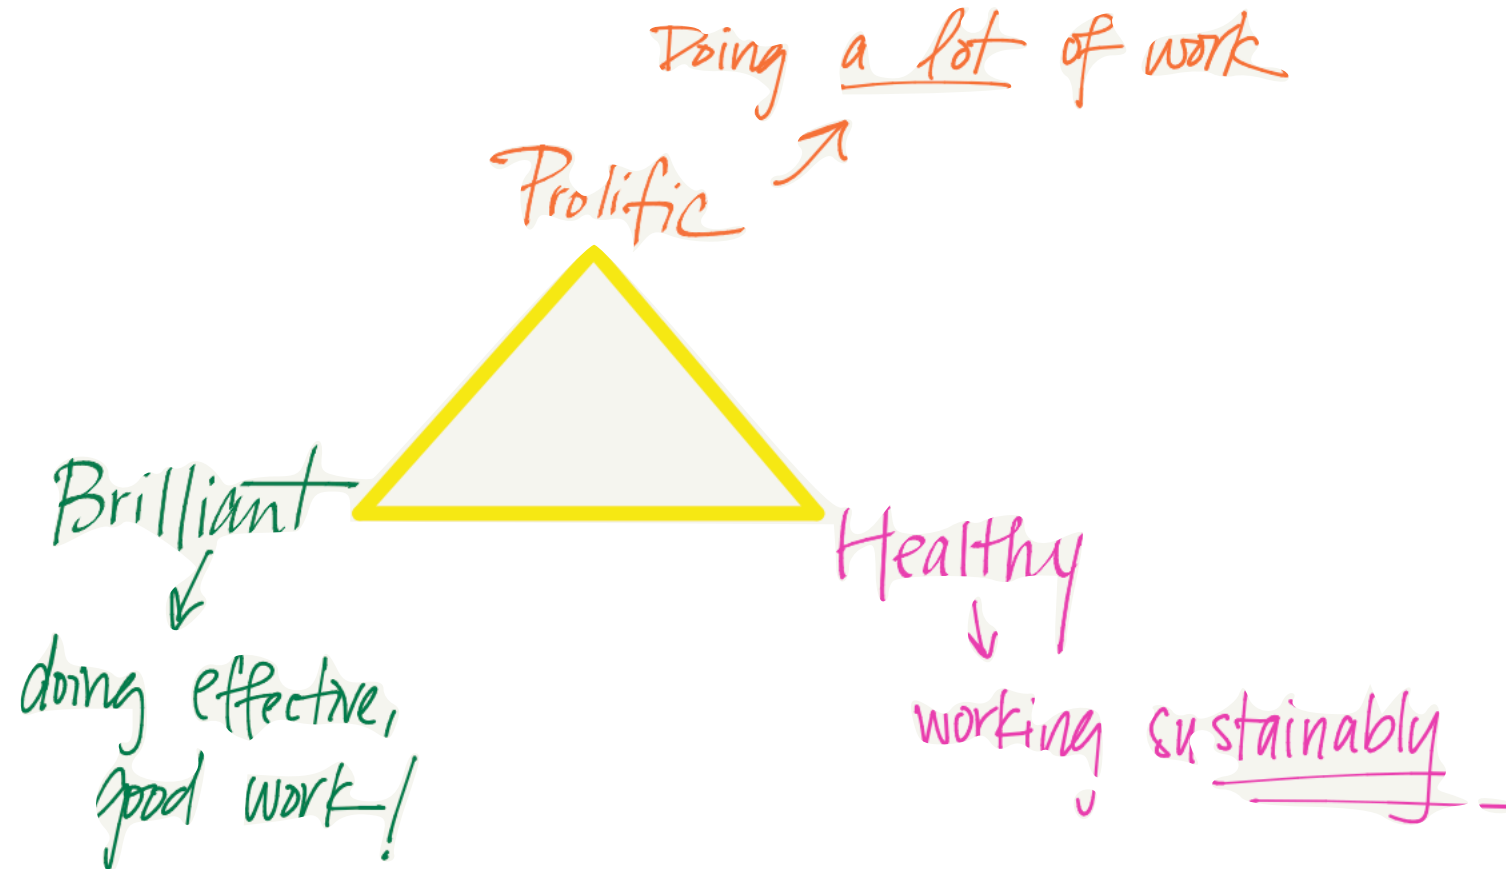 Doing a lot of work
Prolific
Brilliant
doing effective,
good work!
Healthy
working sustainably